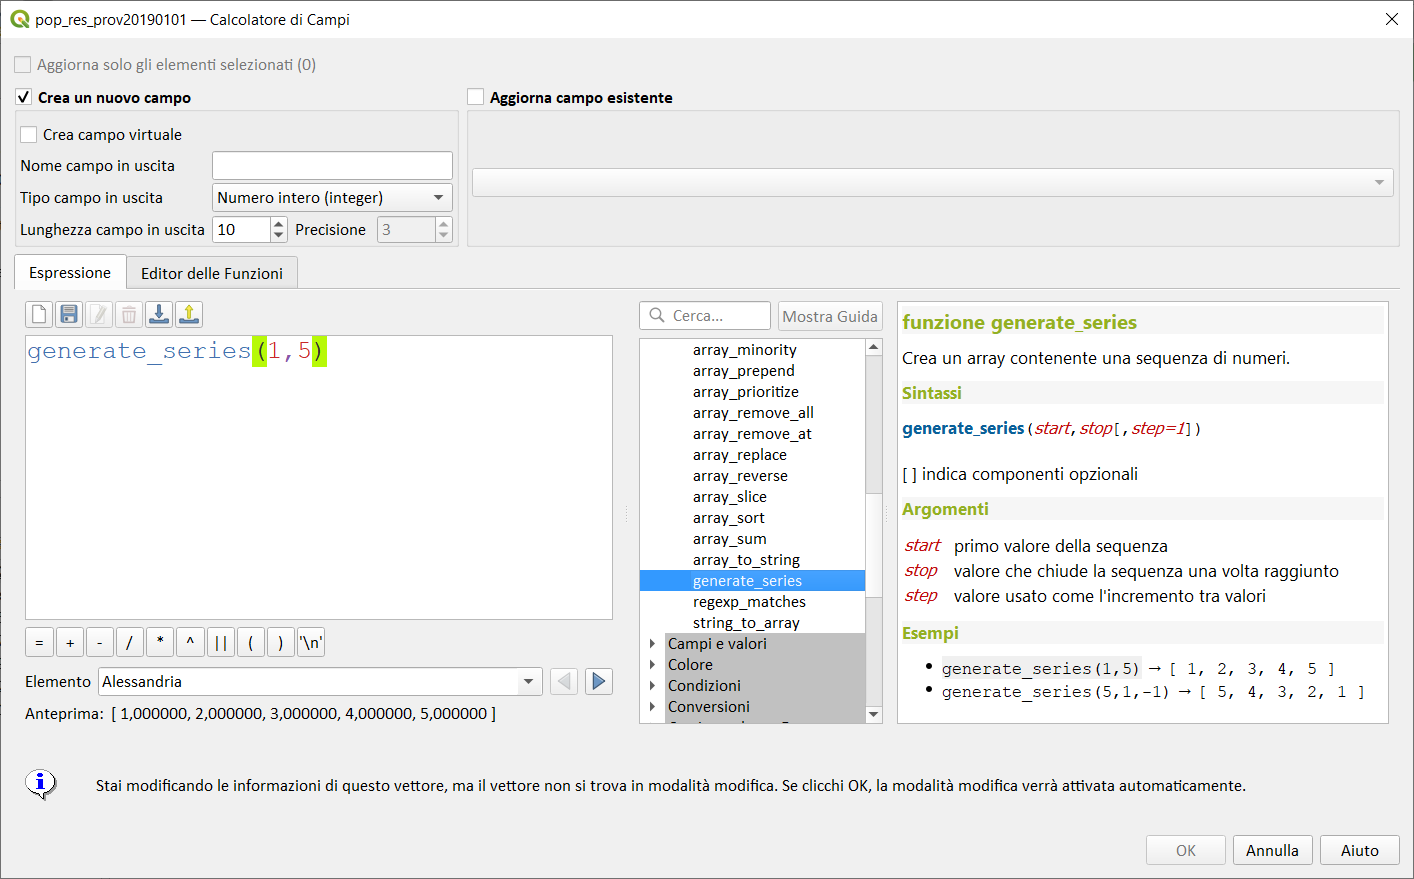 pop_res_prov20190101 — Calcolatore di Campi
Aggiorna solo gli elementi selezionati (0)
Crea un nuovo campo
Aggiorna campo esistente
Crea campo virtuale
Nome campo in uscita
Tipo campo in uscita Numero intero (integer)
Lunghezza campo in uscita 10 Precisione 3
Espressione Editor delle Funzioni
generate_series(1,5)
= + - / * ^ || ( ) '\n'
Elemento Alessandria
Anteprima: [ 1,000000, 2,000000, 3,000000, 4,000000, 5,000000 ]
Cerca... Mostra Guida
array_minority
array_prepend
array_prioritize
array_remove_all
array_remove_at
array_replace
array_reverse
array_slice
array_sort
array_sum
array_to_string
generate_series
regexp_matches
string_to_array
Campi e valori
Colore
Condizioni
Conversioni
funzione generate_series
Crea un array contenente una sequenza di numeri.
Sintassi
generate_series(start,stop[,step=1])
[ ] indica componenti opzionali
Argomenti
start primo valore della sequenza
stop valore che chiude la sequenza una volta raggiunto
step valore usato come l'incremento tra valori
Esempi
• generate_series(1,5) → [ 1, 2, 3, 4, 5 ]
• generate_series(5,1,-1) → [ 5, 4, 3, 2, 1 ]
Stai modificando le informazioni di questo vettore, ma il vettore non si trova in modalità modifica. Se clicchi OK, la modalità modifica verrà attivata automaticamente.
OK Annulla Aiuto